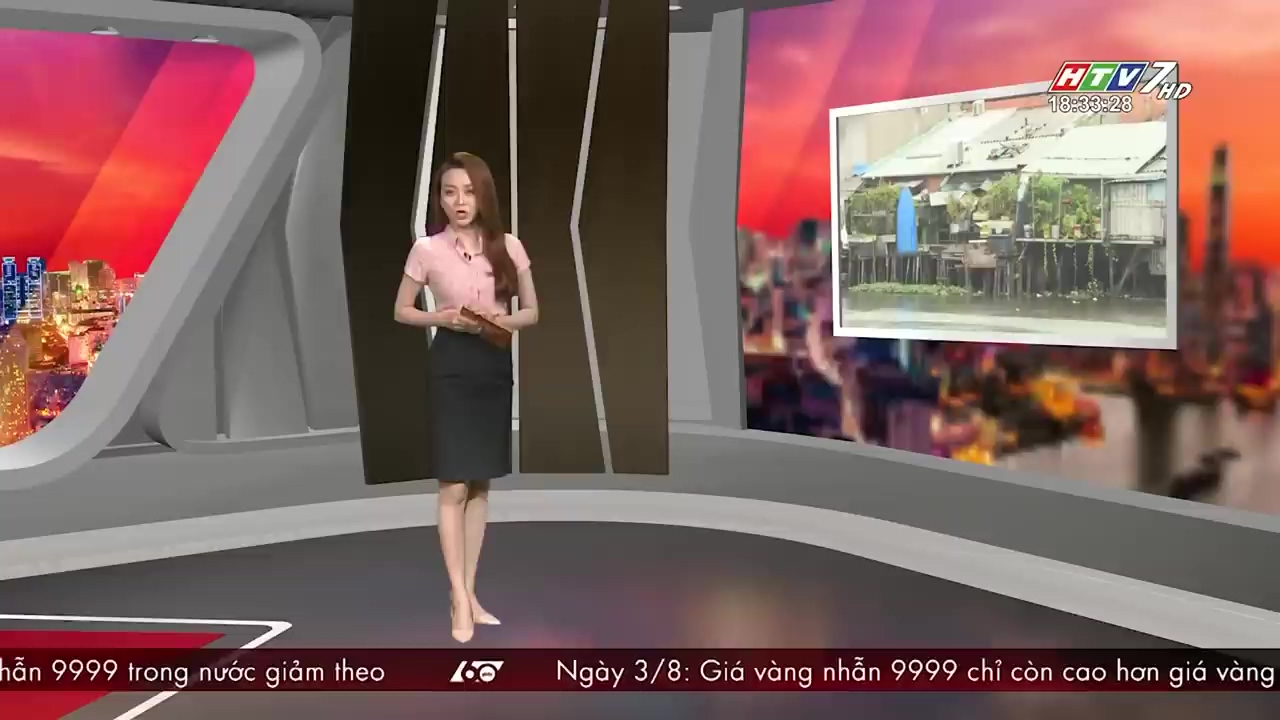 HTV7 HD
18:33:28
hẫn 9999 trong nước giảm theo 60 Ngày 3/8: Giá vàng nhẫn 9999 chỉ còn cao hơn giá vàng